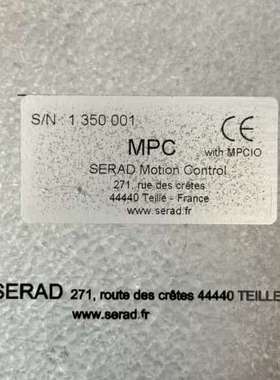 S/N : 1 350 001
CE
MPC
with MPCIO
SERAD Motion Control
271, rue des crêtes
44440 Teillé - France
www.serad.fr
SERAD 271, route des crêtes 44440 TEILLE
www.serad.fr